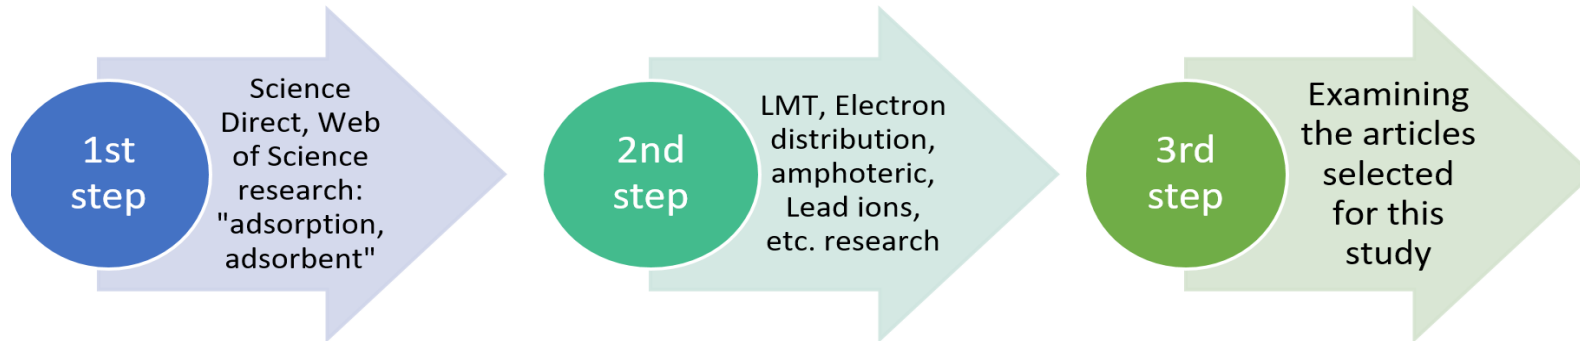 1st
step
Science
Direct, Web
of Science
research:
"adsorption,
adsorbent"
2nd
step
LMT, Electron
distribution,
amphoteric,
Lead ions,
etc. research
3rd
step
Examining
the articles
selected
for this
study